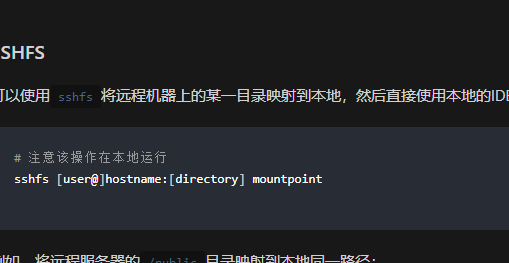 SSHFS
可以使用 sshfs 将远程机器上的某一目录映射到本地，然后直接使用本地的IDE
# 注意该操作在本地运行
sshfs [user@]hostname:[directory] mountpoint
例如，将远程服务器的 /public 目录映射到本地同一路径：